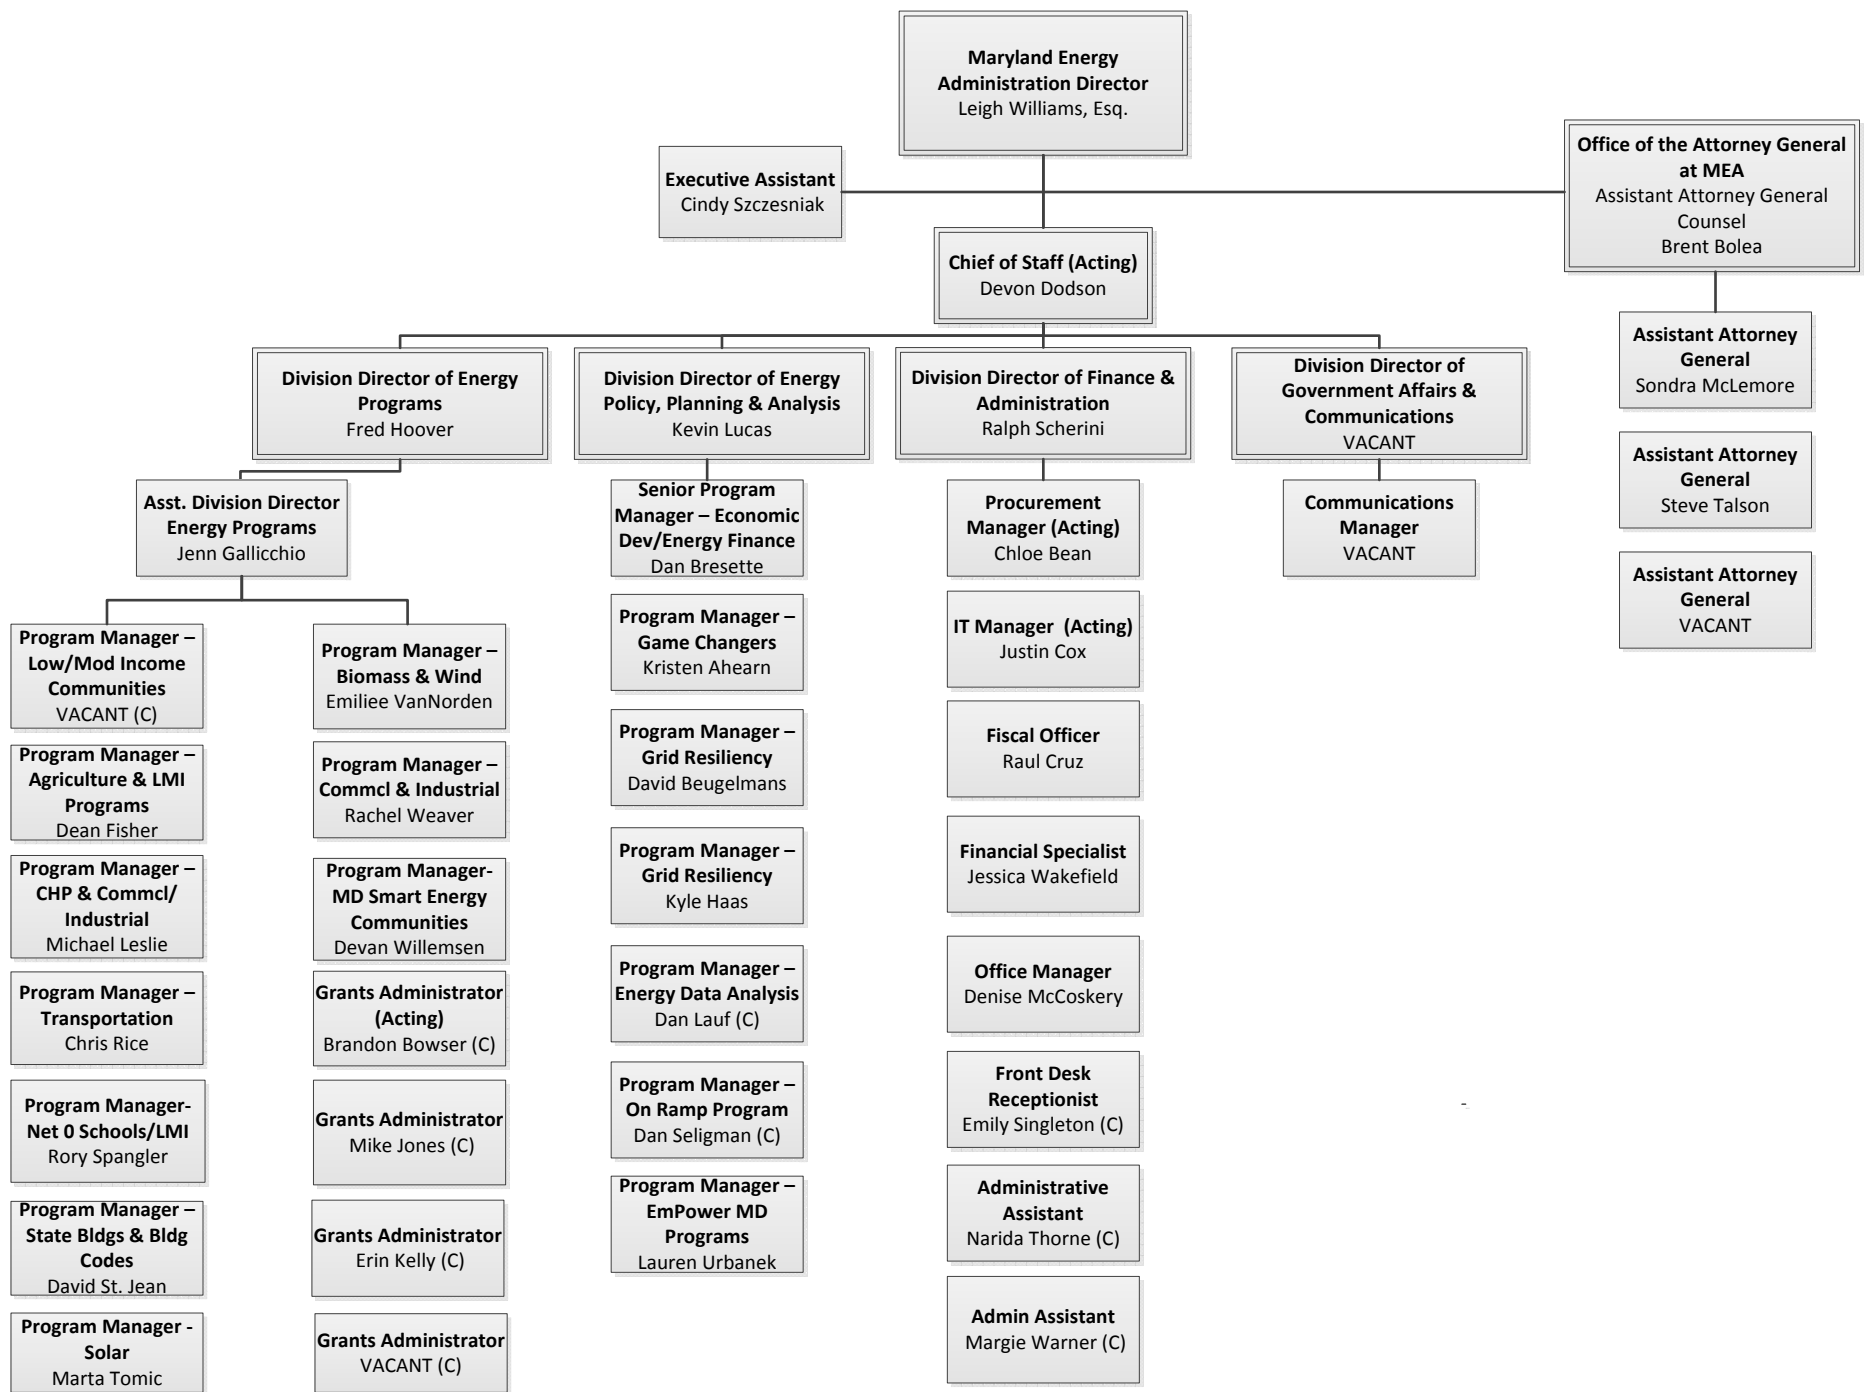 Maryland Energy
Administration Director
Leigh Williams, Esq.
Executive Assistant
Cindy Szczesniak
Office of the Attorney General
at MEA
Assistant Attorney General
Counsel
Brent Bolea
Chief of Staff (Acting)
Devon Dodson
Division Director of Energy
Programs
Fred Hoover
Division Director of Energy
Policy, Planning & Analysis
Kevin Lucas
Division Director of Finance &
Administration
Ralph Scherini
Division Director of
Government Affairs &
Communications
VACANT
Assistant Attorney
General
Sondra McLemore
Assistant Attorney
General
Steve Talson
Assistant Attorney
General
VACANT
Asst. Division Director
Energy Programs
Jenn Gallicchio
Program Manager –
Low/Mod Income
Communities
VACANT (C)
Program Manager –
Agriculture & LMI
Programs
Dean Fisher
Program Manager –
CHP & Commcl/
Industrial
Michael Leslie
Program Manager –
Transportation
Chris Rice
Program Manager-
Net 0 Schools/LMI
Rory Spangler
Program Manager –
State Bldgs & Bldg
Codes
David St. Jean
Program Manager -
Solar
Marta Tomic
Program Manager –
Biomass & Wind
Emiliee VanNorden
Program Manager –
Commcl & Industrial
Rachel Weaver
Program Manager-
MD Smart Energy
Communities
Devan Willemsen
Grants Administrator
(Acting)
Brandon Bowser (C)
Grants Administrator
Mike Jones (C)
Grants Administrator
Erin Kelly (C)
Grants Administrator
VACANT (C)
Senior Program
Manager – Economic
Dev/Energy Finance
Dan Bresette
Program Manager –
Game Changers
Kristen Ahearn
Program Manager –
Grid Resiliency
David Beugelmans
Program Manager –
Grid Resiliency
Kyle Haas
Program Manager –
Energy Data Analysis
Dan Lauf (C)
Program Manager –
On Ramp Program
Dan Seligman (C)
Program Manager –
EmPower MD
Programs
Lauren Urbanek
Procurement
Manager (Acting)
Chloe Bean
IT Manager (Acting)
Justin Cox
Fiscal Officer
Raul Cruz
Financial Specialist
Jessica Wakefield
Office Manager
Denise McCoskery
Front Desk
Receptionist
Emily Singleton (C)
Administrative
Assistant
Narida Thorne (C)
Admin Assistant
Margie Warner (C)
Communications
Manager
VACANT
-